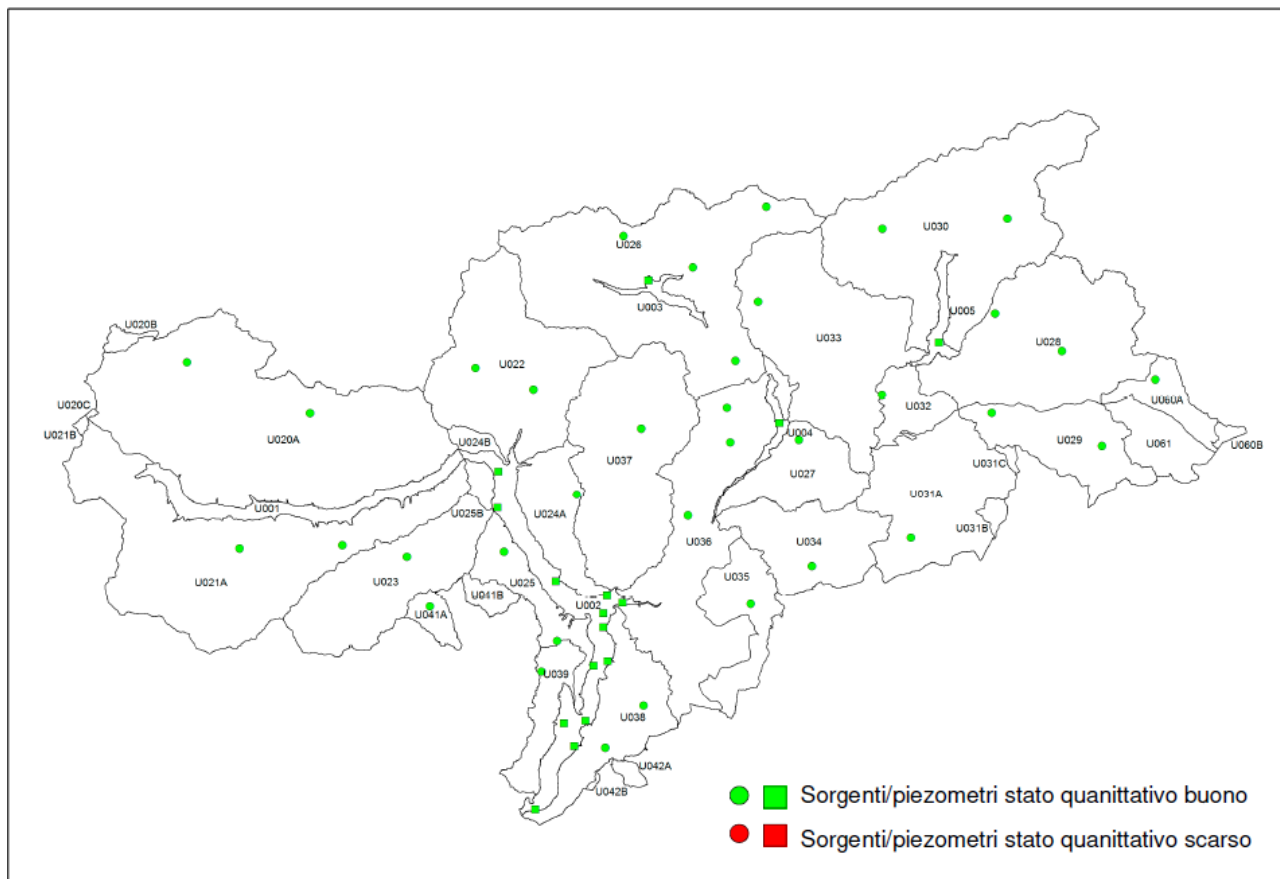 U026
U030
U003
U005
U033
U020B
U028
U022
U020C
U060A
U032
U021B
U020A
U024B
U004
U029
U061
U060B
U037
U027
U031C
U031A
U001
U025B
U024A
U031B
U036
U034
U021A
U023
U025
U035
U041B
U002
U041A
U039
U038
U042A
U042B
Sorgenti/piezometri stato quanittativo buono
Sorgenti/piezometri stato quanittativo scarso